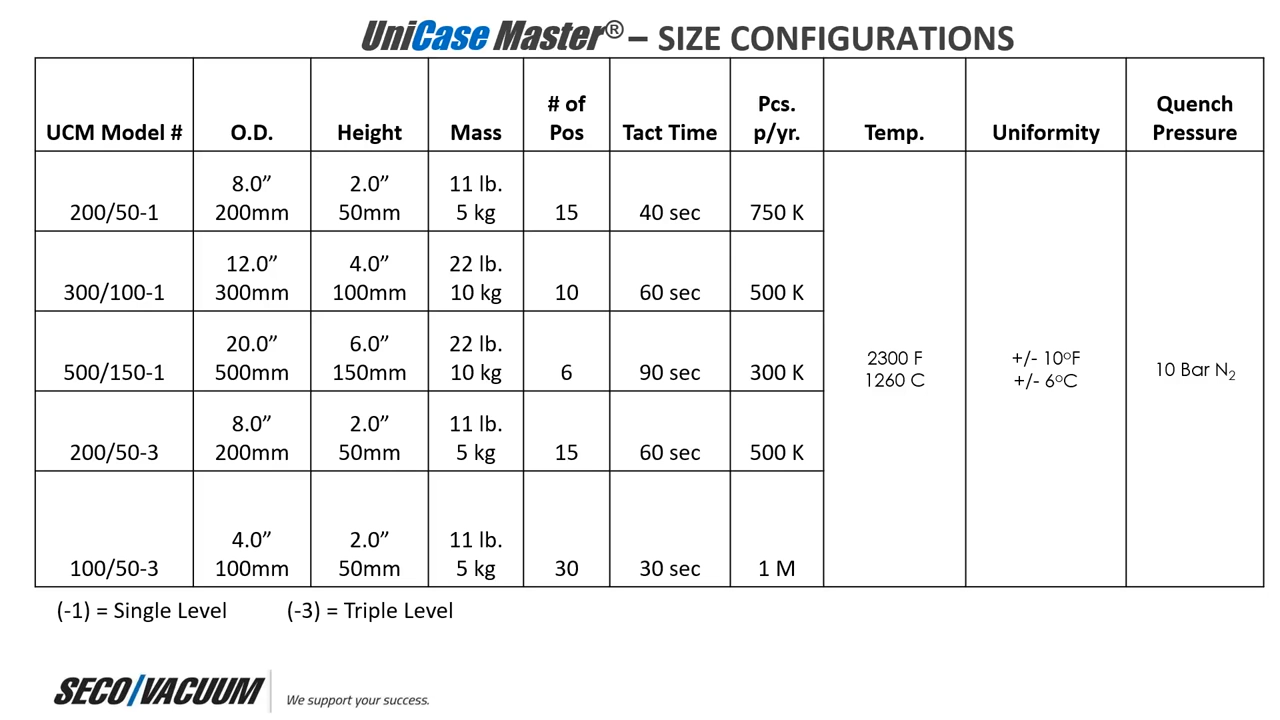 UniCase Master® – SIZE CONFIGURATIONS
UCM Model # O.D. Height Mass # of Pos Tact Time Pcs. p/yr. Temp. Uniformity Quench Pressure
200/50-1 8.0” 200mm 2.0” 50mm 11 lb. 5 kg 15 40 sec 750 K
300/100-1 12.0” 300mm 4.0” 100mm 22 lb. 10 kg 10 60 sec 500 K
500/150-1 20.0” 500mm 6.0” 150mm 22 lb. 10 kg 6 90 sec 300 K
200/50-3 8.0” 200mm 2.0” 50mm 11 lb. 5 kg 15 60 sec 500 K
100/50-3 4.0” 100mm 2.0” 50mm 11 lb. 5 kg 30 30 sec 1 M
2300 F
1260 C
+/- 10°F
+/- 6°C
10 Bar N₂
(-1) = Single Level (-3) = Triple Level
SECO/VACUUM We support your success.